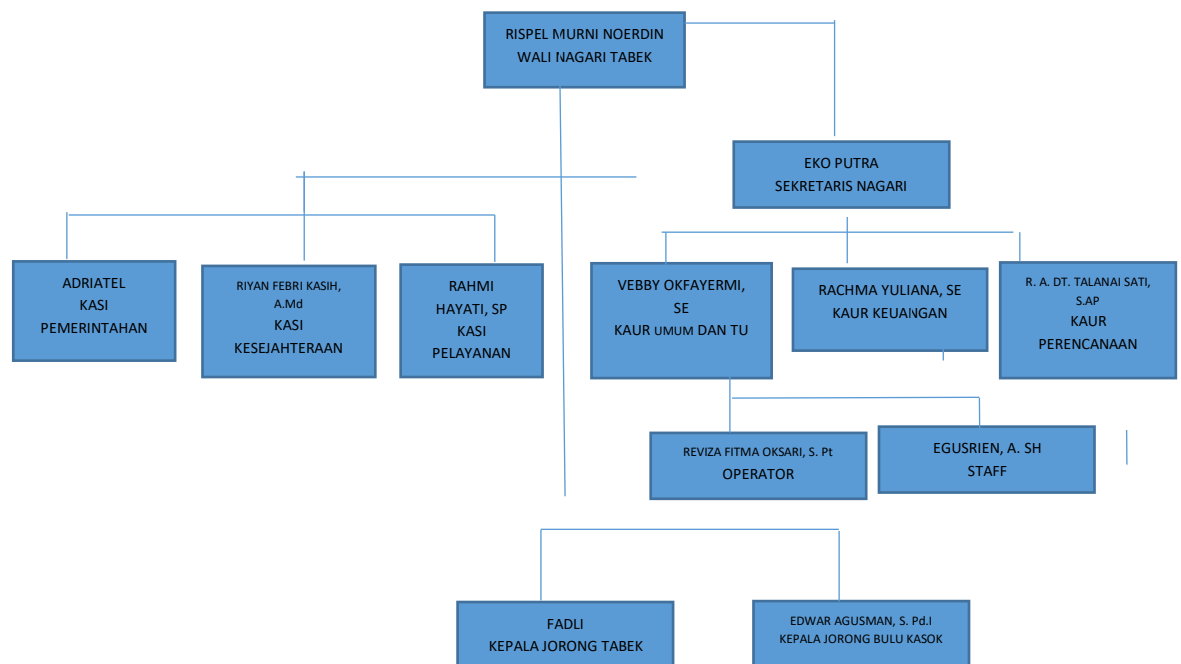 RISPEL MURNI NOERDIN
WALI NAGARI TABEK
EKO PUTRA
SEKRETARIS NAGARI
ADRIATEL
KASI
PEMERINTAHAN
RIYAN FEBRI KASIH,
A.Md
KASI
KESEJAHTERAAN
RAHMI
HAYATI, SP
KASI
PELAYANAN
VEBBY OKFAYERMI,
SE
KAUR UMUM DAN TU
RACHMA YULIANA, SE
KAUR KEUANGAN
R. A. DT. TALANAI SATI,
S.AP
KAUR
PERENCANAAN
REVIZA FITMA OKSARI, S. Pt
OPERATOR
EGUSRIEN, A. SH
STAFF
FADLI
KEPALA JORONG TABEK
EDWAR AGUSMAN, S. Pd.I
KEPALA JORONG BULU KASOK